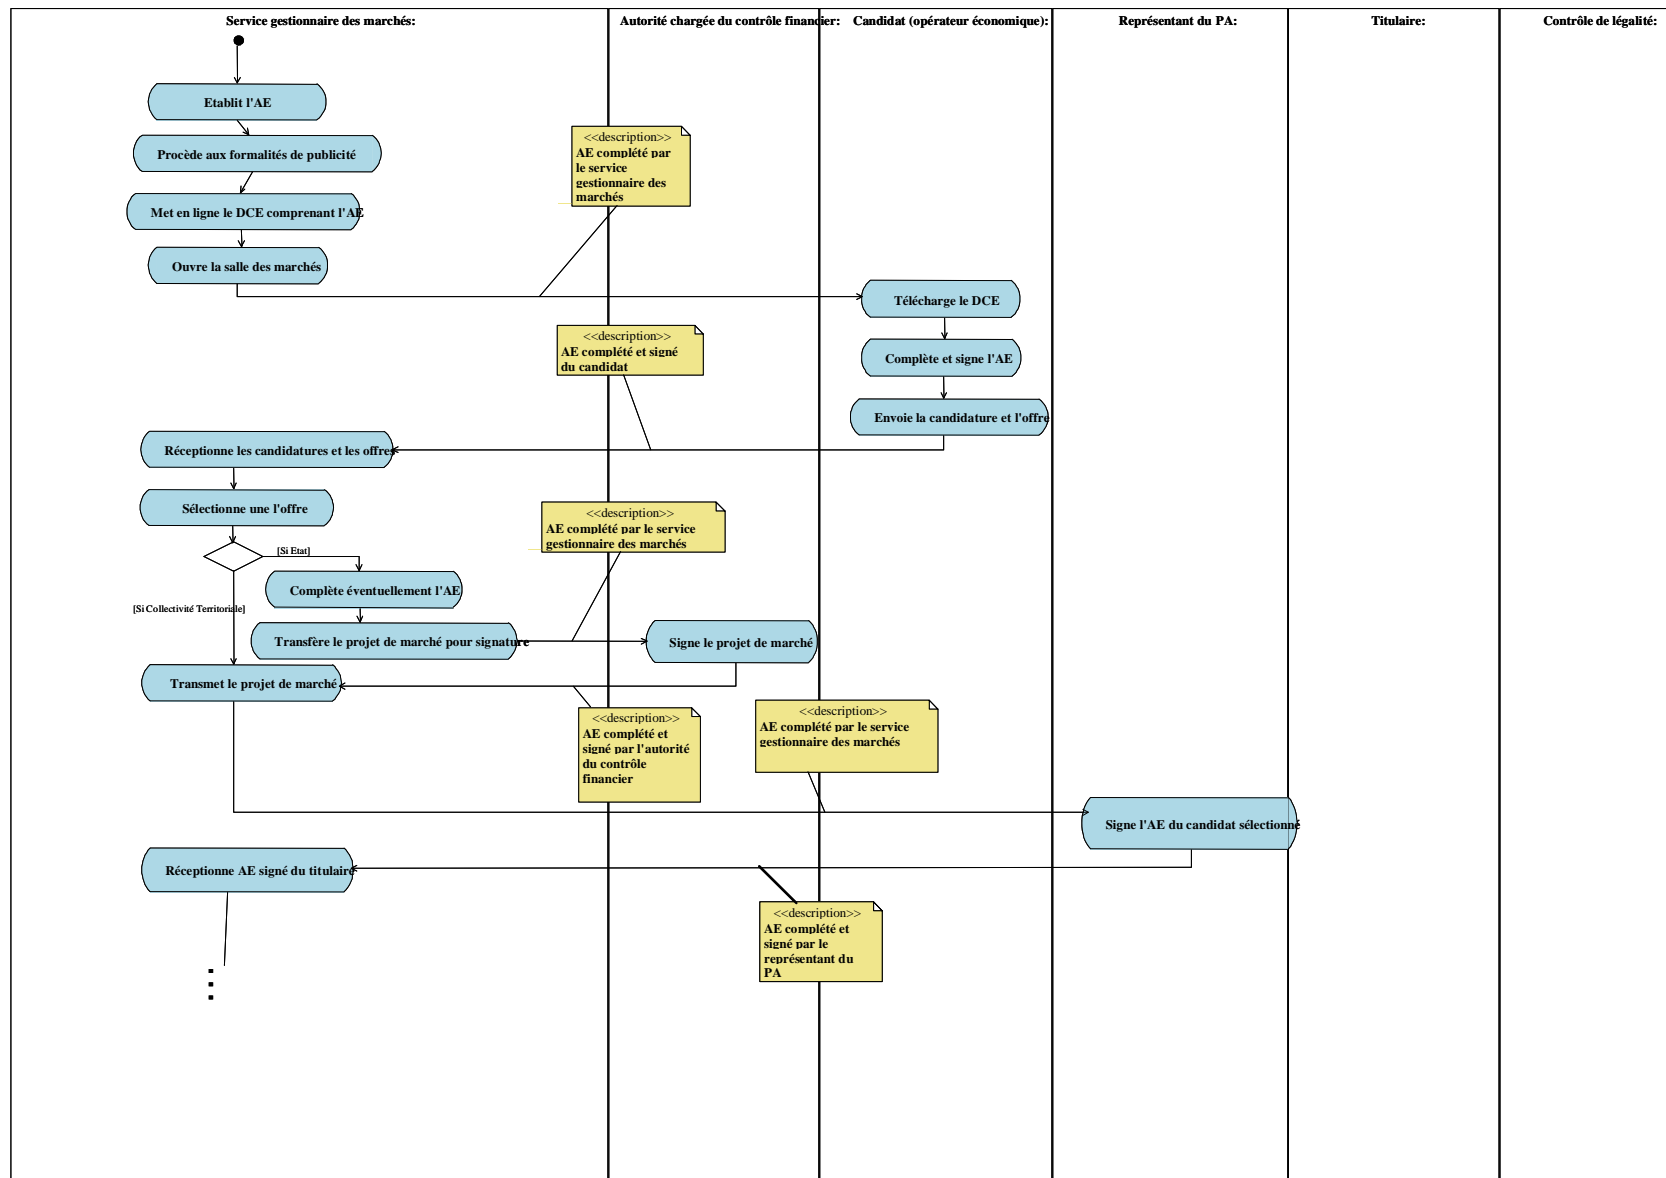 Service gestionnaire des marchés:
Autorité chargée du contrôle financier:
Candidat (opérateur économique):
Représentant du PA:
Titulaire:
Contrôle de légalité:
Etablit l'AE
Procède aux formalités de publicité
<<description>>
AE complété par
le service
gestionnaire des
marchés
Met en ligne le DCE comprenant l'AE
Ouvre la salle des marchés
Télécharge le DCE
<<description>>
AE complété et signé
du candidat
Complète et signe l'AE
Envoie la candidature et l'offre
Réceptionne les candidatures et les offres
Sélectionne une l'offre
<<description>>
AE complété par le service
gestionnaire des marchés
[Si Etat]
Complète éventuellement l'AE
[Si Collectivité Territoriale]
Transfère le projet de marché pour signature
Signe le projet de marché
Transmet le projet de marché
<<description>>
AE complété et
signé par l'autorité
du contrôle
financier
<<description>>
AE complété par le service
gestionnaire des marchés
Signe l'AE du candidat sélectionné
Réceptionne AE signé du titulaire
<<description>>
AE complété et
signé par le
représentant du
PA